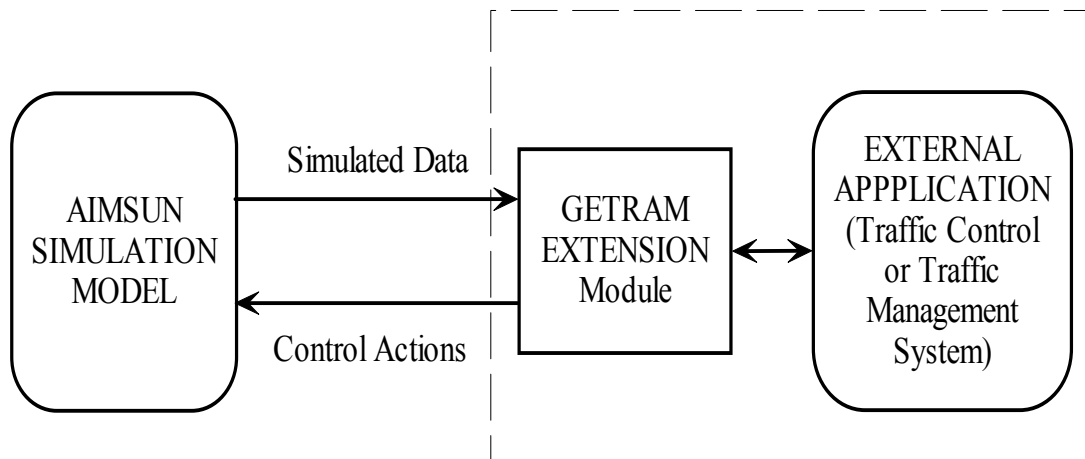 AIMSUN
SIMULATION
MODEL
Simulated Data
Control Actions
GETRAM
EXTENSION
Module
EXTERNAL
APPPLICATION
(Traffic Control
or Traffic
Management
System)